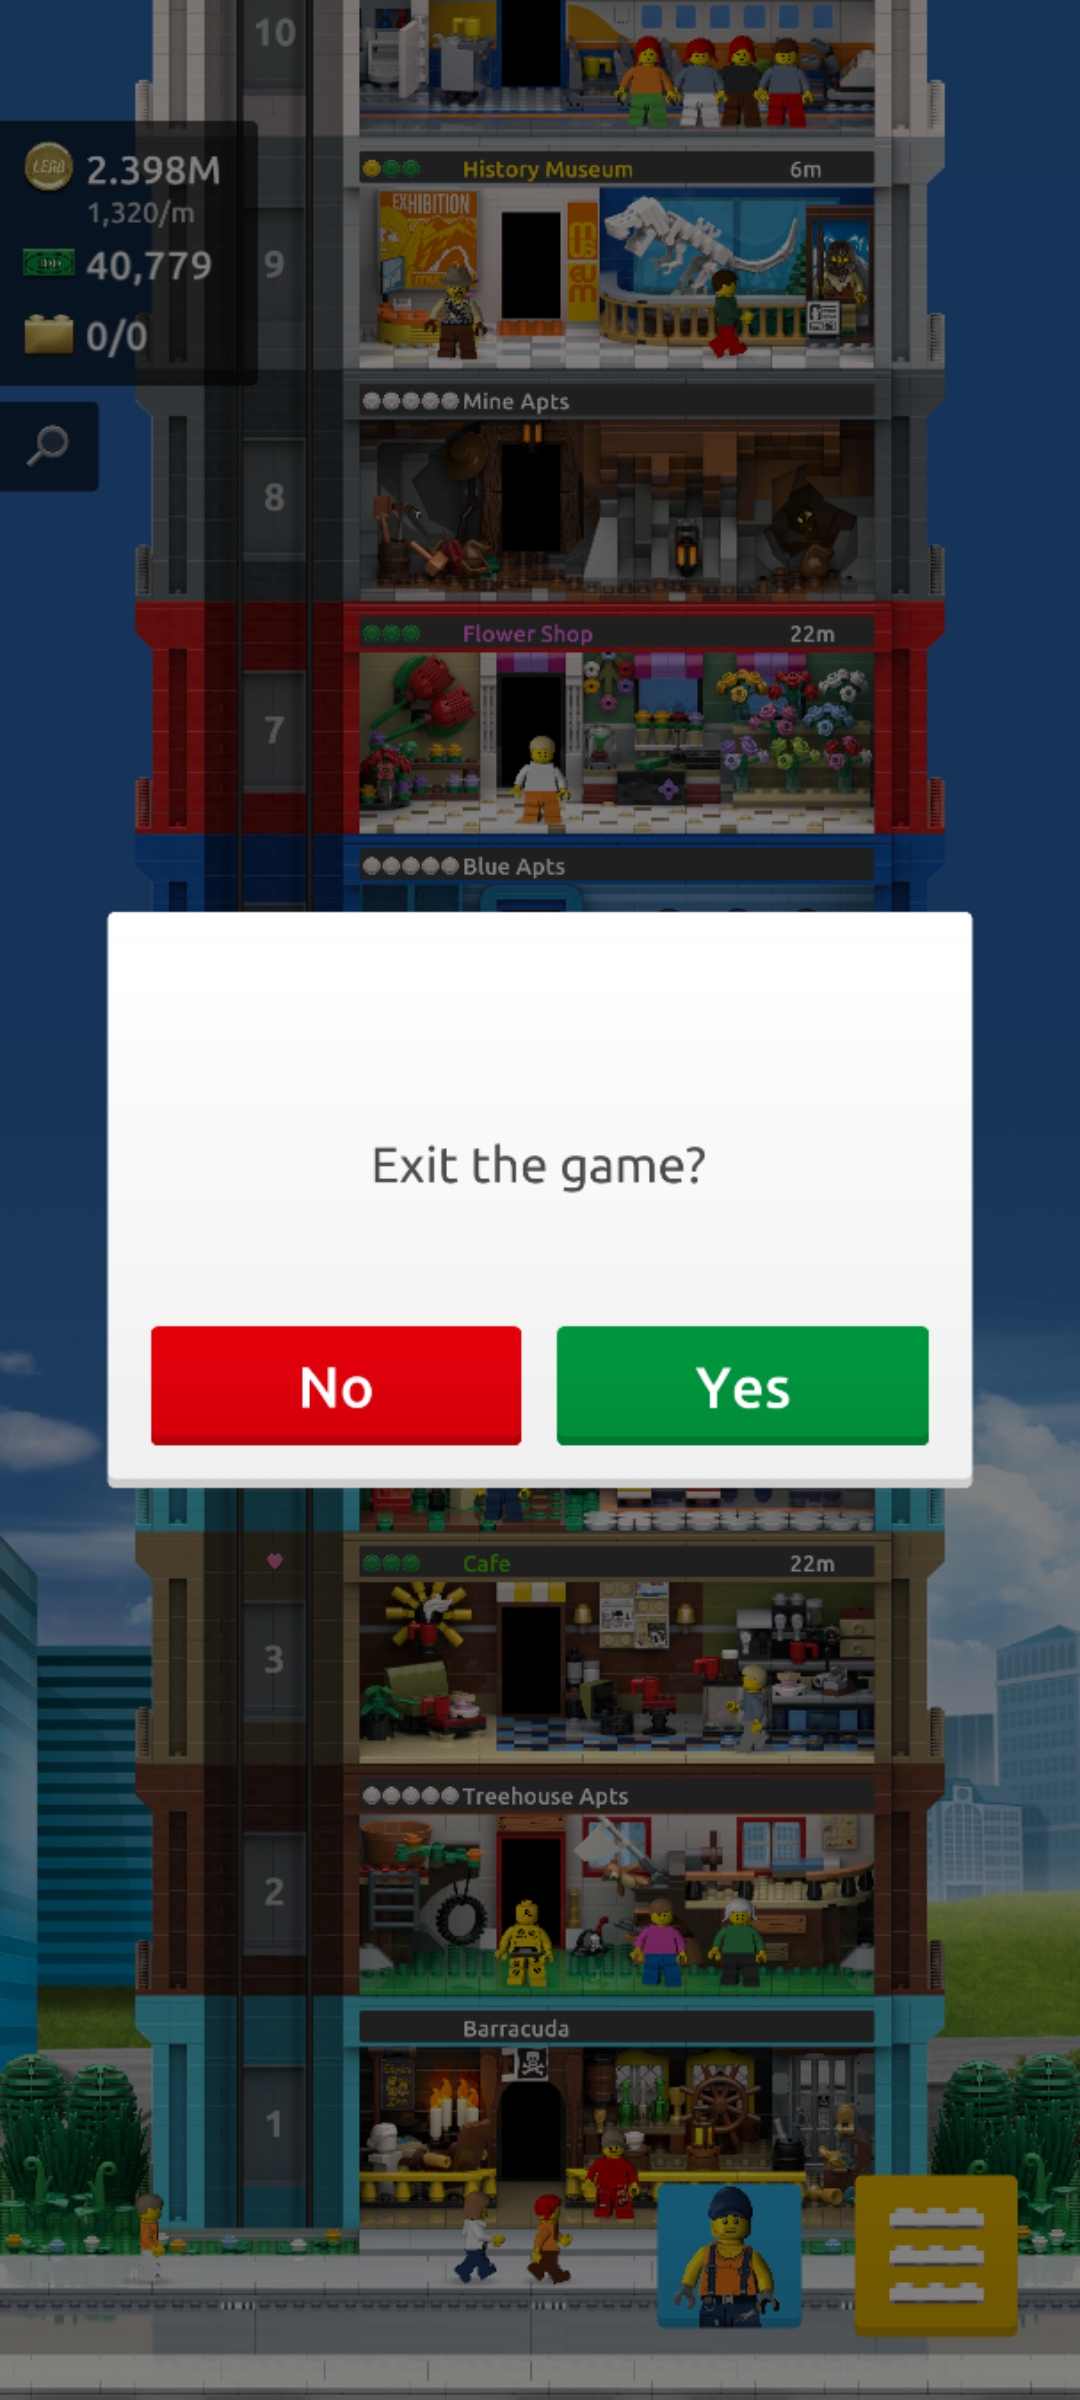 10
LEGO
2.398M
1,320/m
40,779
0/0
History Museum 6m
EXHIBITION
9
Mine Apts
8
Flower Shop 22m
7
Blue Apts
Exit the game?
No Yes
Cafe 22m
3
Treehouse Apts
2
Barracuda
1